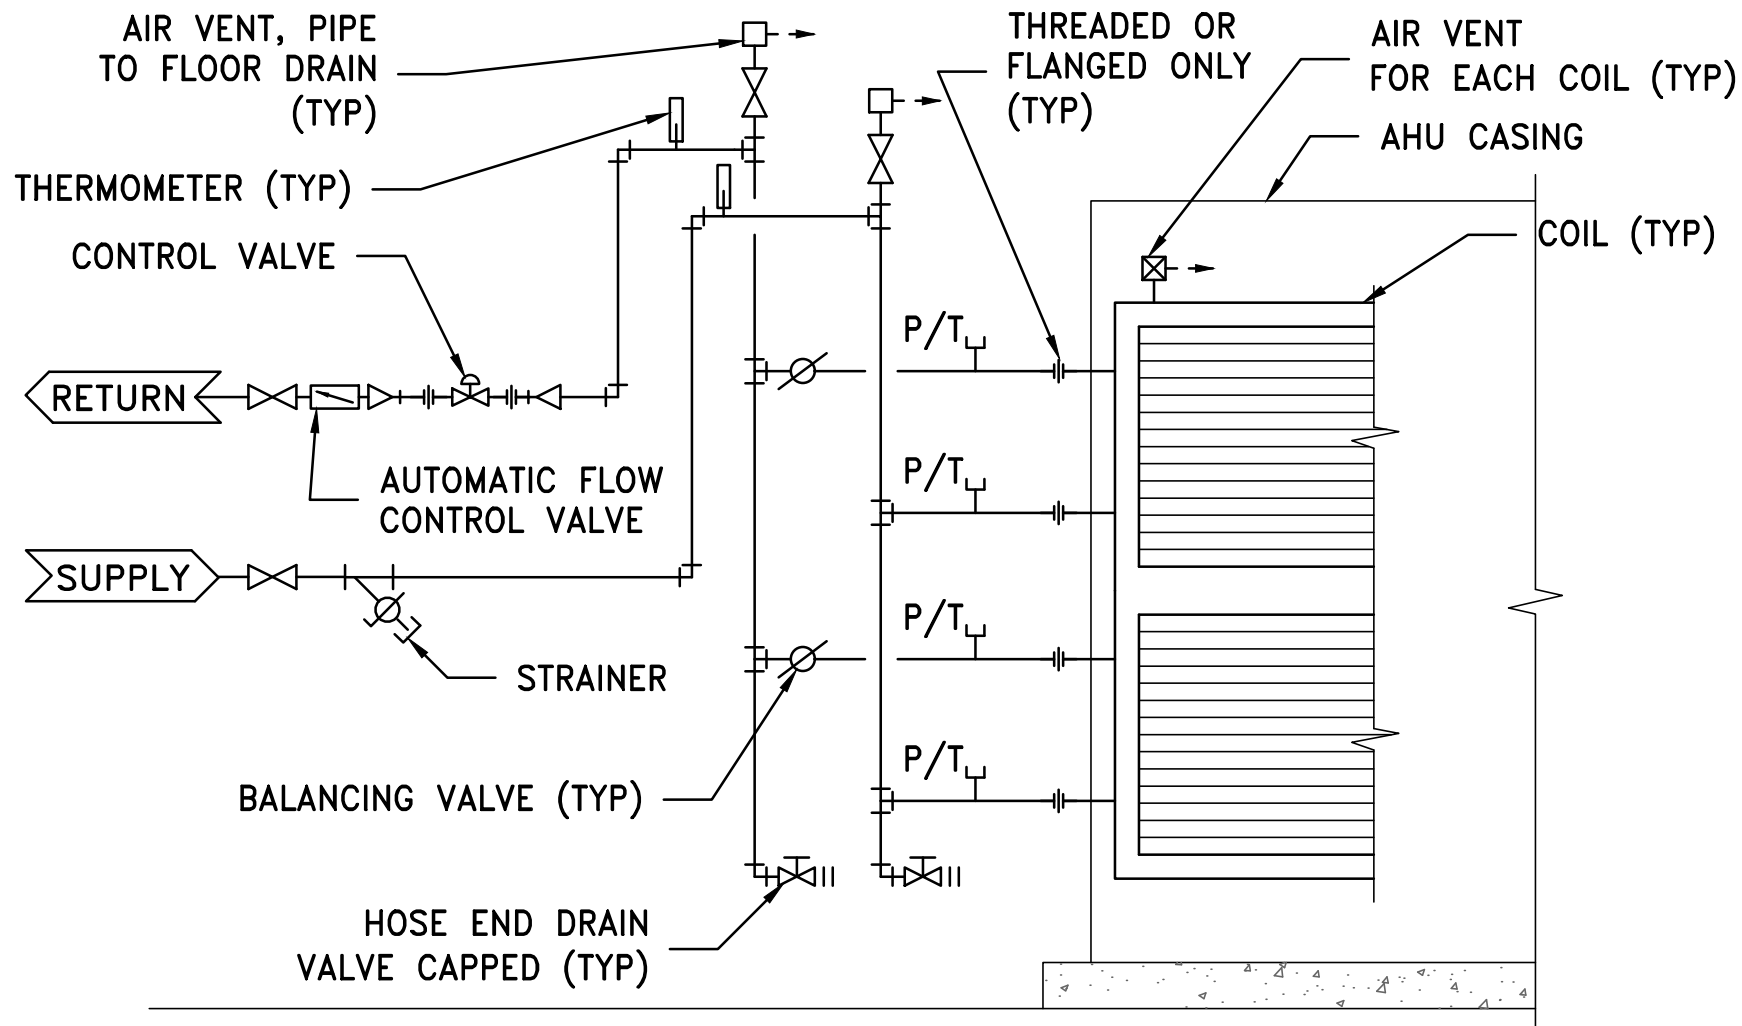 AIR VENT, PIPE
TO FLOOR DRAIN
(TYP)
THREADED OR
FLANGED ONLY
(TYP)
AIR VENT
FOR EACH COIL (TYP)
AHU CASING
THERMOMETER (TYP)
COIL (TYP)
CONTROL VALVE
P/T
RETURN
AUTOMATIC FLOW
CONTROL VALVE
P/T
SUPPLY
P/T
STRAINER
P/T
BALANCING VALVE (TYP)
HOSE END DRAIN
VALVE CAPPED (TYP)